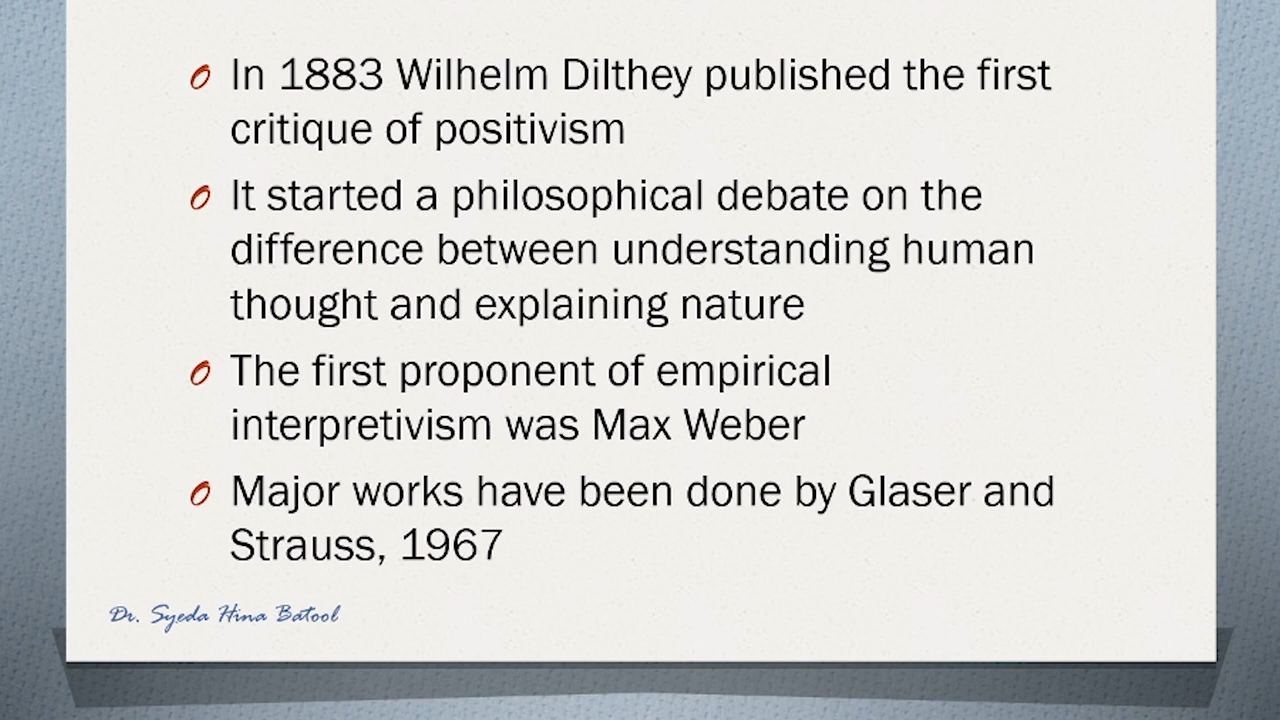 In 1883 Wilhelm Dilthey published the first
critique of positivism
It started a philosophical debate on the
difference between understanding human
thought and explaining nature
The first proponent of empirical
interpretivism was Max Weber
Major works have been done by Glaser and
Strauss, 1967
Dr. Syeda Hina Batool